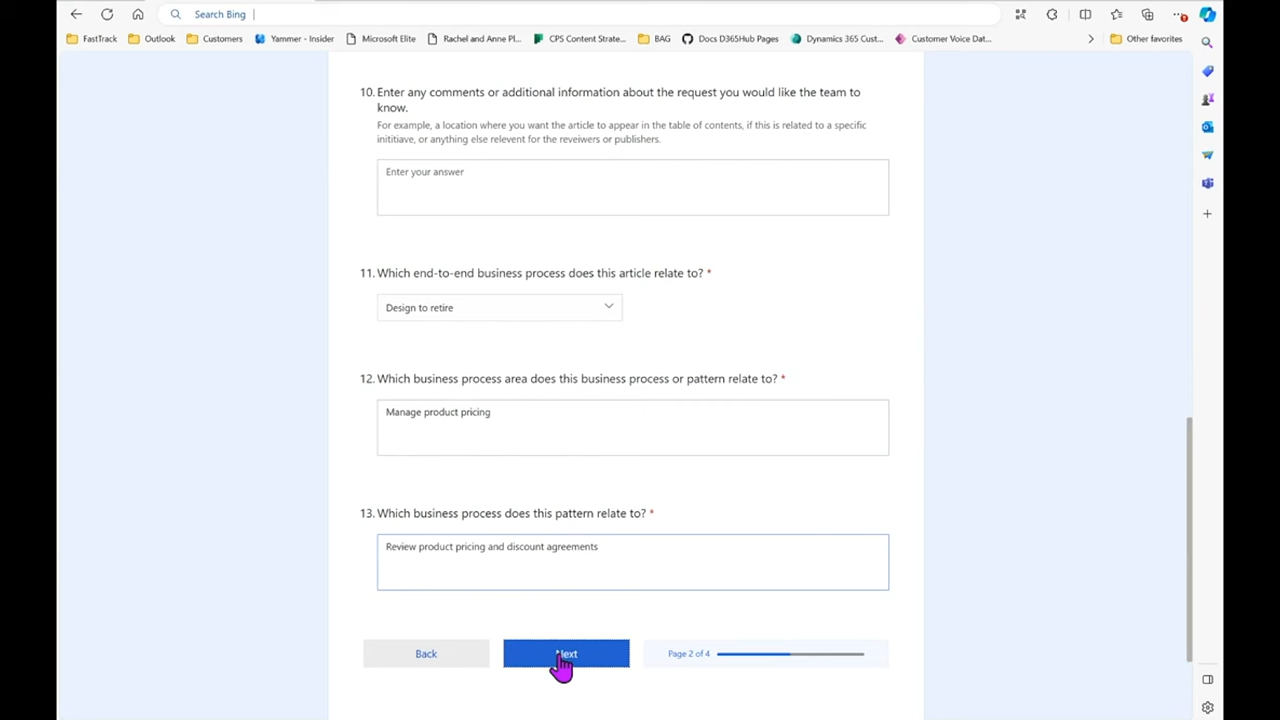 Search Bing
FastTrack Outlook Customers Yammer - Insider Microsoft Elite Rachel and Anne Pl... CPS Content Strate... BAG Docs D365Hub Pages Dynamics 365 Cust... Customer Voice Dat... Other favorites
10. Enter any comments or additional information about the request you would like the team to
know.
For example, a location where you want the article to appear in the table of contents, if this is related to a specific
inititiave, or anything else relevent for the reveiwers or publishers.
Enter your answer
11. Which end-to-end business process does this article relate to? *
Design to retire
12. Which business process area does this business process or pattern relate to? *
Manage product pricing
13. Which business process does this pattern relate to? *
Review product pricing and discount agreements
Back Next Page 2 of 4